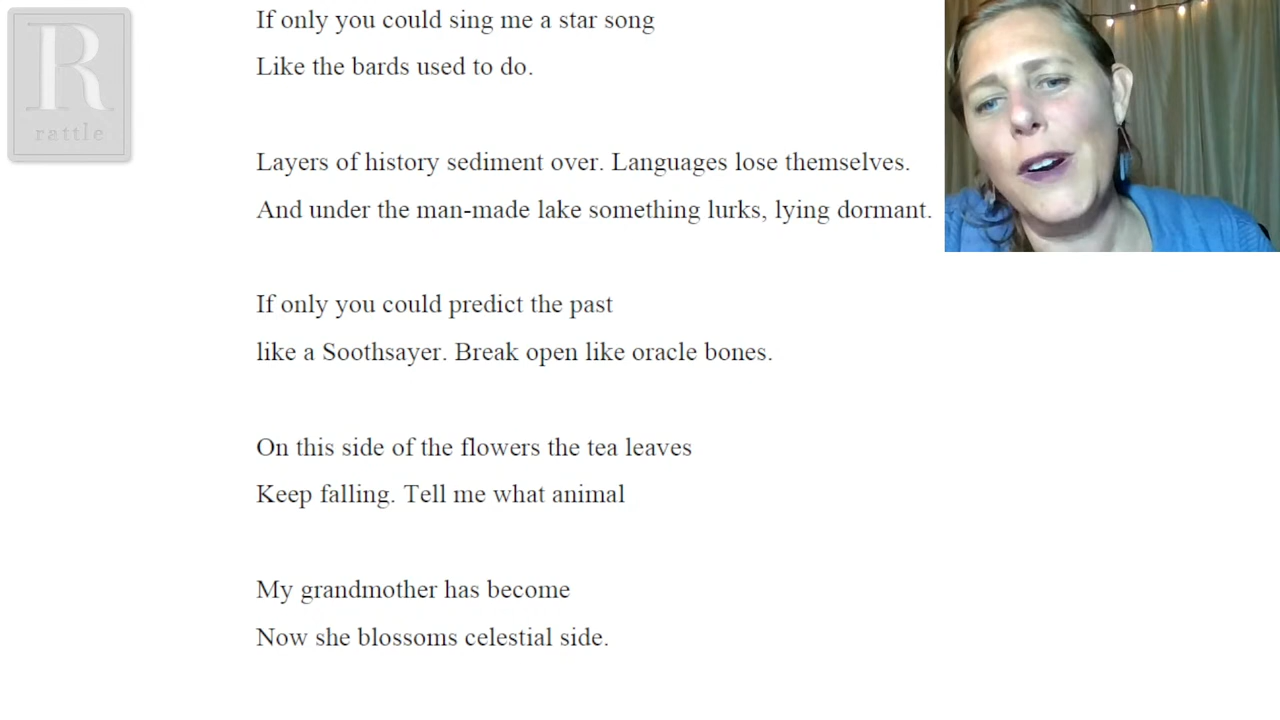 R
rattle
If only you could sing me a star song
Like the bards used to do.
Layers of history sediment over. Languages lose themselves.
And under the man-made lake something lurks, lying dormant.
If only you could predict the past
like a Soothsayer. Break open like oracle bones.
On this side of the flowers the tea leaves
Keep falling. Tell me what animal
My grandmother has become
Now she blossoms celestial side.